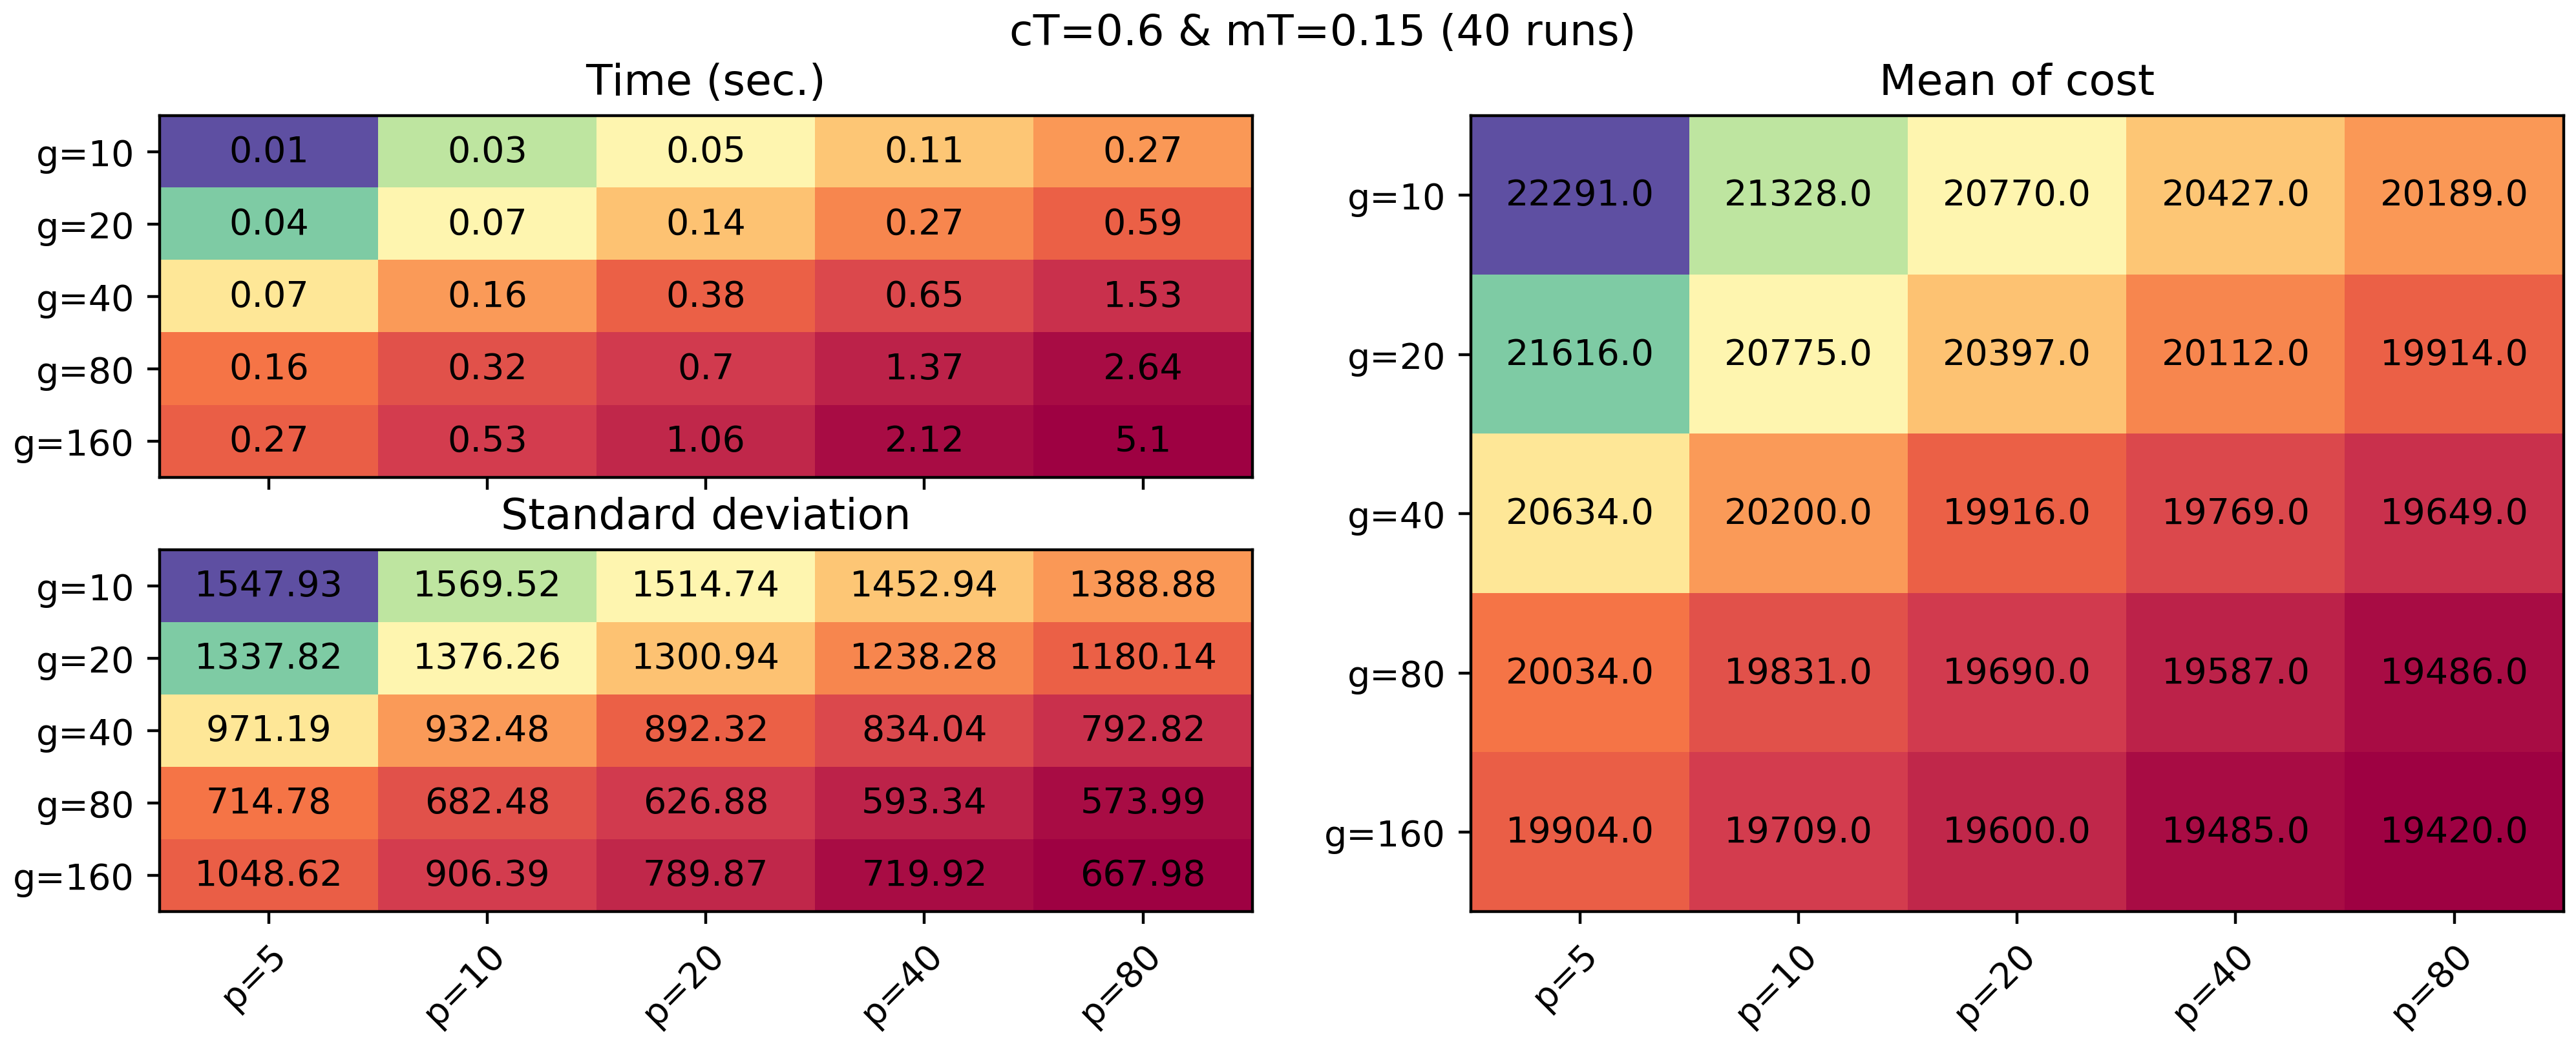 cT=0.6 & mT=0.15 (40 runs)
Time (sec.)
g=10 0.01 0.03 0.05 0.11 0.27
g=20 0.04 0.07 0.14 0.27 0.59
g=40 0.07 0.16 0.38 0.65 1.53
g=80 0.16 0.32 0.7 1.37 2.64
g=160 0.27 0.53 1.06 2.12 5.1
Standard deviation
g=10 1547.93 1569.52 1514.74 1452.94 1388.88
g=20 1337.82 1376.26 1300.94 1238.28 1180.14
g=40 971.19 932.48 892.32 834.04 792.82
g=80 714.78 682.48 626.88 593.34 573.99
g=160 1048.62 906.39 789.87 719.92 667.98
p=5 p=10 p=20 p=40 p=80
Mean of cost
g=10 22291.0 21328.0 20770.0 20427.0 20189.0
g=20 21616.0 20775.0 20397.0 20112.0 19914.0
g=40 20634.0 20200.0 19916.0 19769.0 19649.0
g=80 20034.0 19831.0 19690.0 19587.0 19486.0
g=160 19904.0 19709.0 19600.0 19485.0 19420.0
p=5 p=10 p=20 p=40 p=80